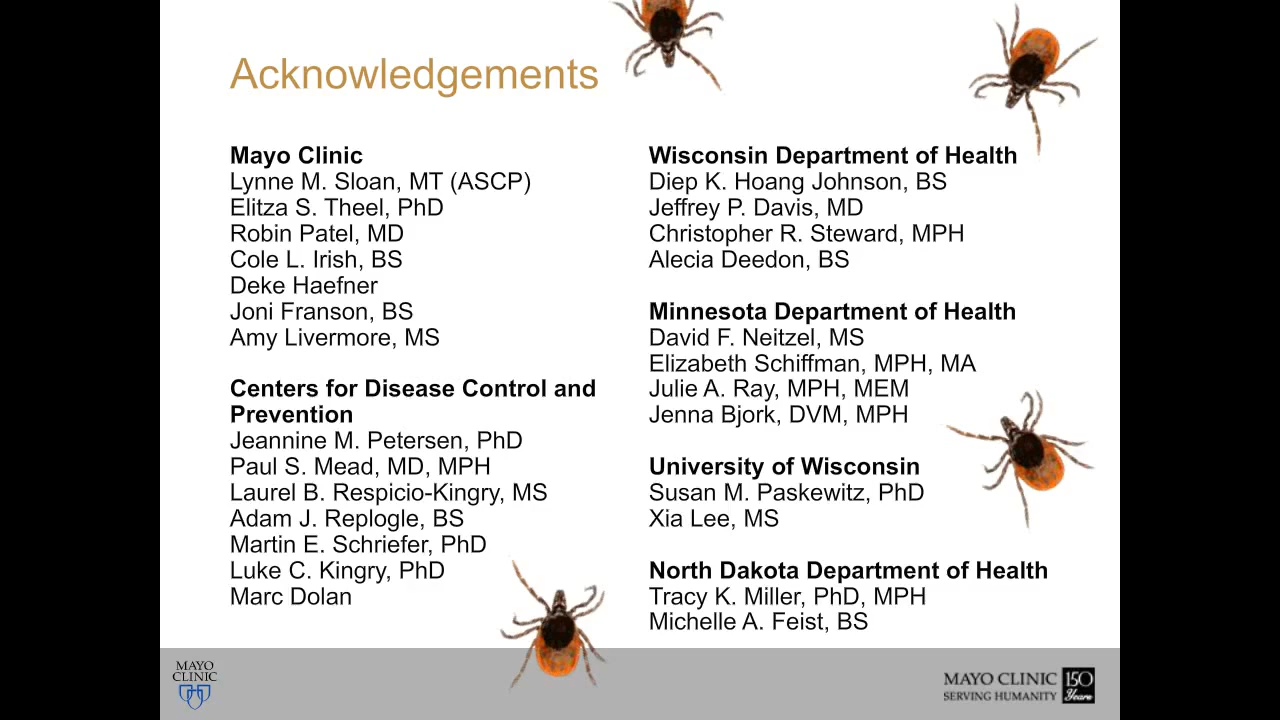 Acknowledgements
Mayo Clinic
Lynne M. Sloan, MT (ASCP)
Elitza S. Theel, PhD
Robin Patel, MD
Cole L. Irish, BS
Deke Haefner
Joni Franson, BS
Amy Livermore, MS
Centers for Disease Control and
Prevention
Jeannine M. Petersen, PhD
Paul S. Mead, MD, MPH
Laurel B. Respicio-Kingry, MS
Adam J. Replogle, BS
Martin E. Schriefer, PhD
Luke C. Kingry, PhD
Marc Dolan
Wisconsin Department of Health
Diep K. Hoang Johnson, BS
Jeffrey P. Davis, MD
Christopher R. Steward, MPH
Alecia Deedon, BS
Minnesota Department of Health
David F. Neitzel, MS
Elizabeth Schiffman, MPH, MA
Julie A. Ray, MPH, MEM
Jenna Bjork, DVM, MPH
University of Wisconsin
Susan M. Paskewitz, PhD
Xia Lee, MS
North Dakota Department of Health
Tracy K. Miller, PhD, MPH
Michelle A. Feist, BS
MAYO
CLINIC
MAYO CLINIC 150
SERVING HUMANITY Years